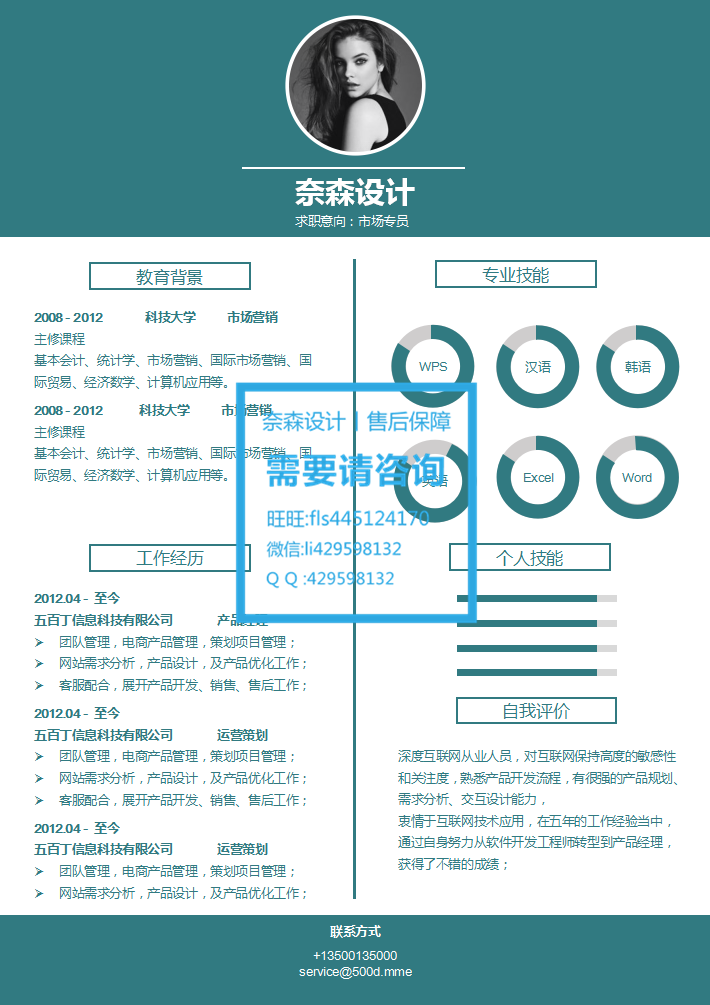 奈森设计
求职意向：市场专员
教育背景
2008 - 2012 科技大学 市场营销
主修课程
基本会计、统计学、市场营销、国际市场营销、国
际贸易、经济数学、计算机应用等。
2008 - 2012 科技大学 市场营销
主修课程
基本会计、统计学、市场营销、国际市场营销、国
际贸易、经济数学、计算机应用等。
工作经历
2012.04 - 至今
五百丁信息科技有限公司 产品经理
➢ 团队管理，电商产品管理，策划项目管理；
➢ 网站需求分析，产品设计，及产品优化工作；
➢ 客服配合，展开产品开发、销售、售后工作；
2012.04 - 至今
五百丁信息科技有限公司 运营策划
➢ 团队管理，电商产品管理，策划项目管理；
➢ 网站需求分析，产品设计，及产品优化工作；
➢ 客服配合，展开产品开发、销售、售后工作；
2012.04 - 至今
五百丁信息科技有限公司 运营策划
➢ 团队管理，电商产品管理，策划项目管理；
➢ 网站需求分析，产品设计，及产品优化工作；
专业技能
WPS
汉语
韩语
英语
Excel
Word
个人技能
自我评价
深度互联网从业人员，对互联网保持高度的敏感性
和关注度，熟悉产品开发流程，有很强的产品规划、
需求分析、交互设计能力，
衷情于互联网技术应用，在五年的工作经验当中，
通过自身努力从软件开发工程师转型到产品经理，
获得了不错的成绩；
奈森设计丨售后保障
需要请咨询
旺旺:fls445124170
微信:li429598132
Q Q :429598132
联系方式
+13500135000
service@500d.mme